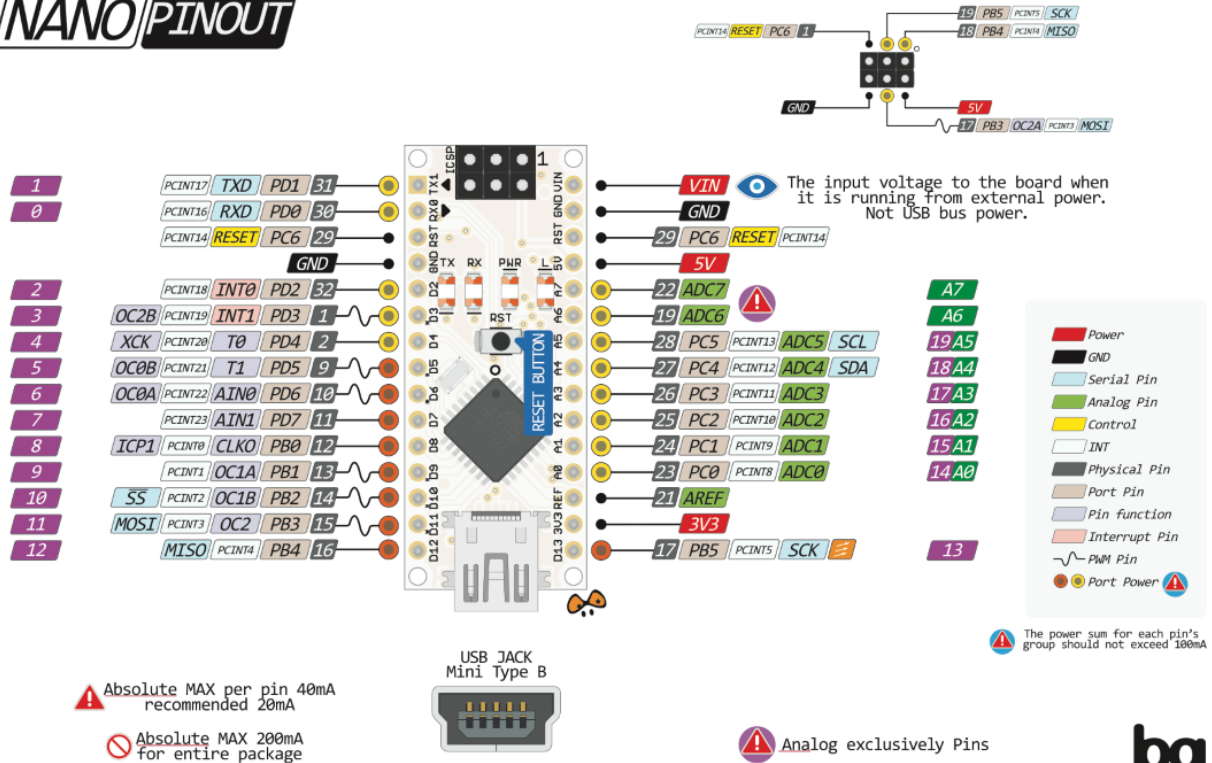 NANO PINOUT
19 PB5 PCINT5 SCK
PCINT14 RESET PC6 1
18 PB4 PCINT4 MISO
GND
5V
17 PB3 OC2A PCINT3 MOSI
ICSP
1
1 PCINT17 TXD PD1 31 TX1
VIN VIN
The input voltage to the board when
it is running from external power.
Not USB bus power.
0 PCINT16 RXD PD0 30 RX0
GND GND
PCINT14 RESET PC6 29 RST
RST 29 PC6 RESET PCINT14
GND GND
5V 5V
TX RX PWR L
2 PCINT18 INT0 PD2 32 D2
A7 22 ADC7 A7
3 OC2B PCINT19 INT1 PD3 1 D3
A6 19 ADC6 A6
RST
4 XCK PCINT20 T0 PD4 2 D4
A5 28 PC5 PCINT13 ADC5 SCL 19 A5
5 OC0B PCINT21 T1 PD5 9 D5
A4 27 PC4 PCINT12 ADC4 SDA 18 A4
RESET BUTTON
6 OC0A PCINT22 AIN0 PD6 10 D6
A3 26 PC3 PCINT11 ADC3 17 A3
7 PCINT23 AIN1 PD7 11 D7
A2 25 PC2 PCINT10 ADC2 16 A2
8 ICP1 PCINT0 CLKO PB0 12 D8
A1 24 PC1 PCINT9 ADC1 15 A1
9 PCINT1 OC1A PB1 13 D9
A0 23 PC0 PCINT8 ADC0 14 A0
10 SS PCINT2 OC1B PB2 14 D10
REF 21 AREF
11 MOSI PCINT3 OC2 PB3 15 D11
3V3 3V3
12 MISO PCINT4 PB4 16 D12
D13 17 PB5 PCINT5 SCK 13
Power
GND
Serial Pin
Analog Pin
Control
INT
Physical Pin
Port Pin
Pin function
Interrupt Pin
PWM Pin
Port Power
The power sum for each pin's
group should not exceed 100mA
USB JACK
Mini Type B
Absolute MAX per pin 40mA
recommended 20mA
Absolute MAX 200mA
for entire package
Analog exclusively Pins